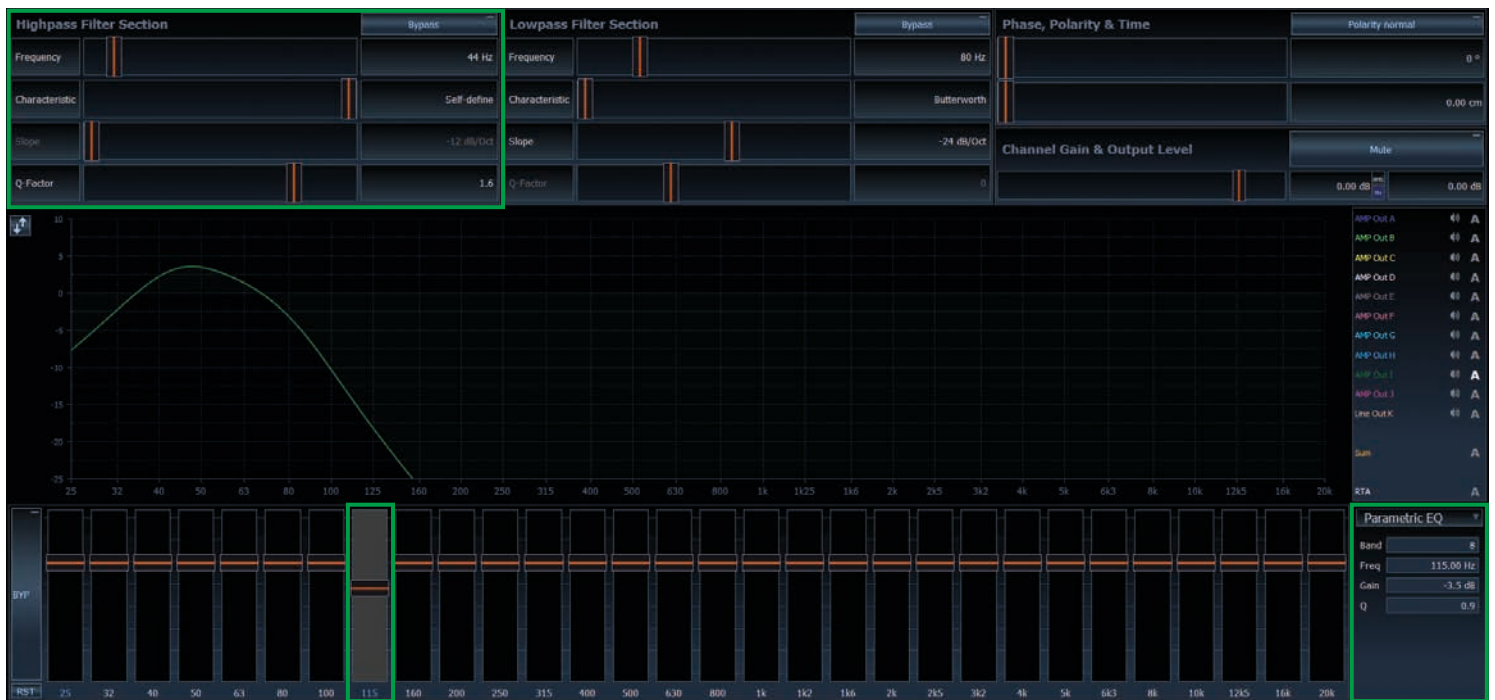 Highpass Filter Section
Bypass
Frequency
44 Hz
Characteristic
Self-define
Slope
-12 dB/Oct
Q-Factor
1.6
Lowpass Filter Section
Bypass
Frequency
80 Hz
Characteristic
Butterworth
Slope
-24 dB/Oct
Q-Factor
0
Phase, Polarity & Time
Polarity normal
0 °
0.00 cm
Channel Gain & Output Level
Mute
0.00 dB
0.00 dB
10
5
0
-5
-10
-15
-20
-25
25 32 40 50 63 80 100 125 160 200 250 315 400 500 630 800 1k 1k25 1k6 2k 2k5 3k2 4k 5k 6k3 8k 10k 12k5 16k 20k
AMP Out A A
AMP Out B A
AMP Out C A
AMP Out D A
AMP Out E A
AMP Out F A
AMP Out G A
AMP Out H A
AMP Out I A
AMP Out J A
Line Out K A
Sum A
RTA A
BYP
RST
25 32 40 50 63 80 100 115 160 200 250 315 400 500 630 800 1k 1k2 1k6 2k 2k5 3k2 4k 5k 6k3 8k 10k 12k5 16k 20k
Parametric EQ
Band 8
Freq 115.00 Hz
Gain -3.5 dB
Q 0.9